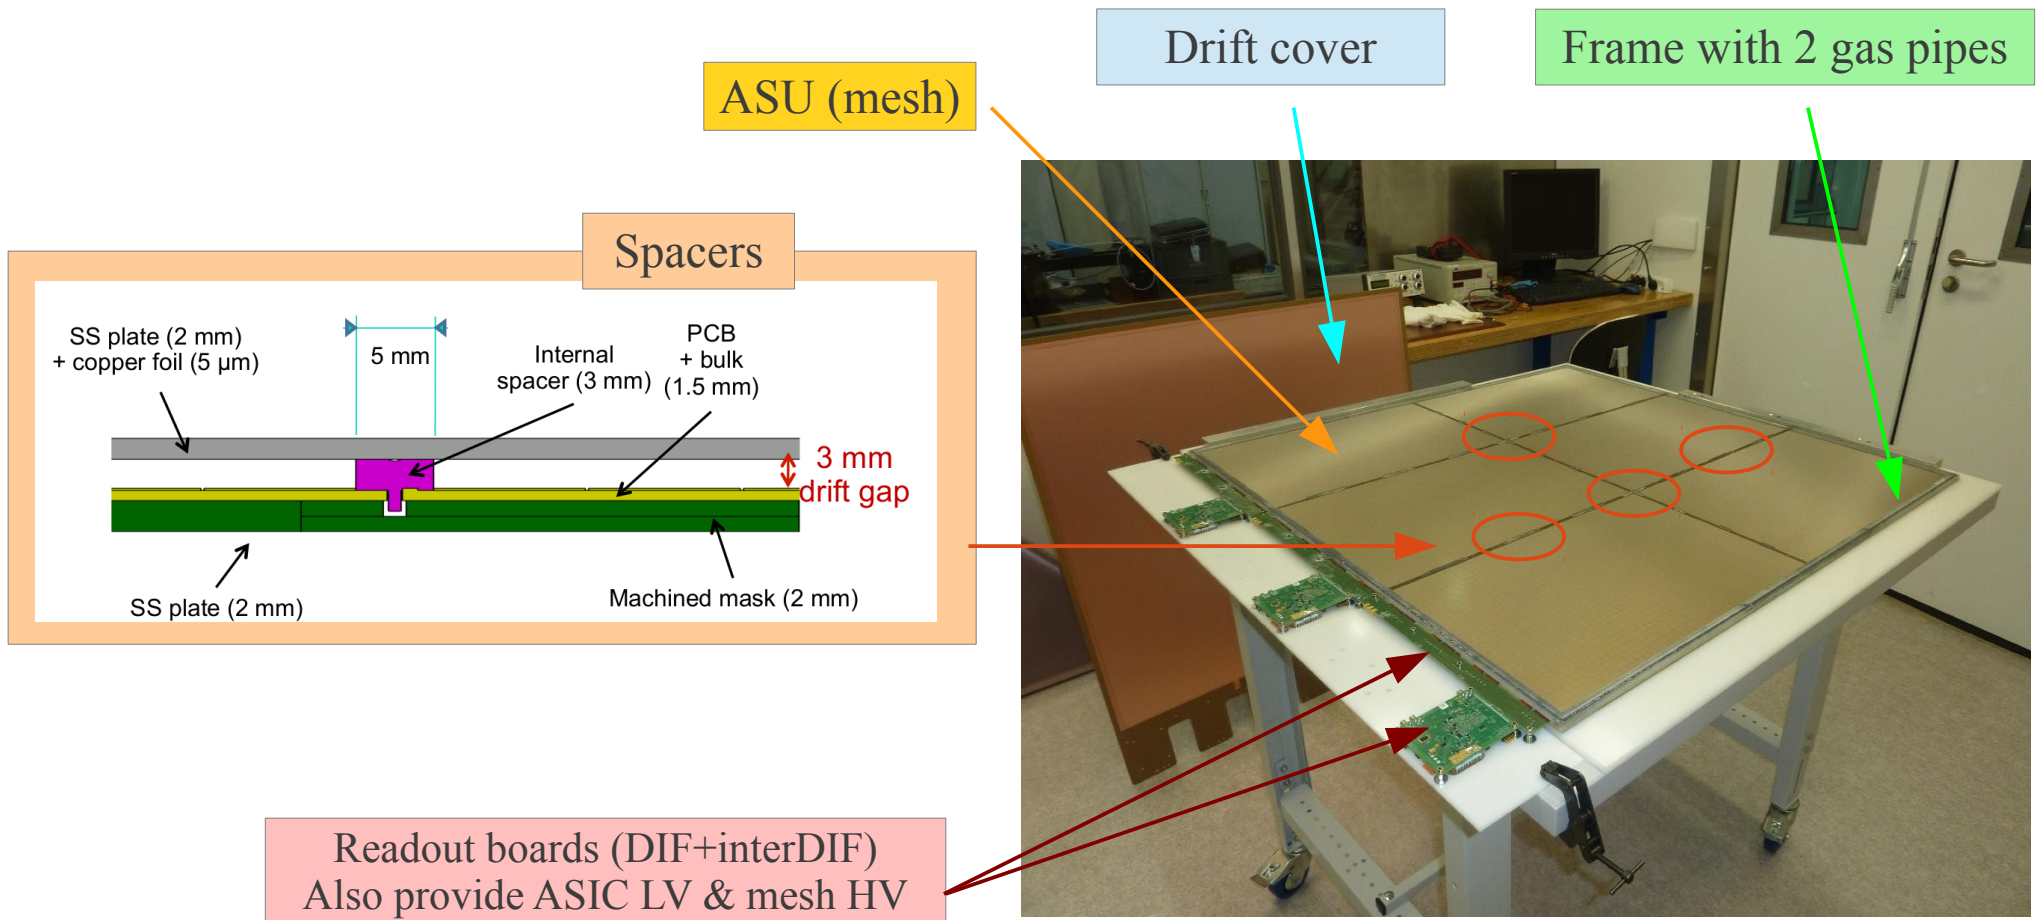 Drift cover
Frame with 2 gas pipes
ASU (mesh)
Spacers
SS plate (2 mm)
+ copper foil (5 µm)
5 mm
Internal
spacer (3 mm)
PCB
+ bulk
(1.5 mm)
3 mm
drift gap
SS plate (2 mm)
Machined mask (2 mm)
Readout boards (DIF+interDIF)
Also provide ASIC LV & mesh HV